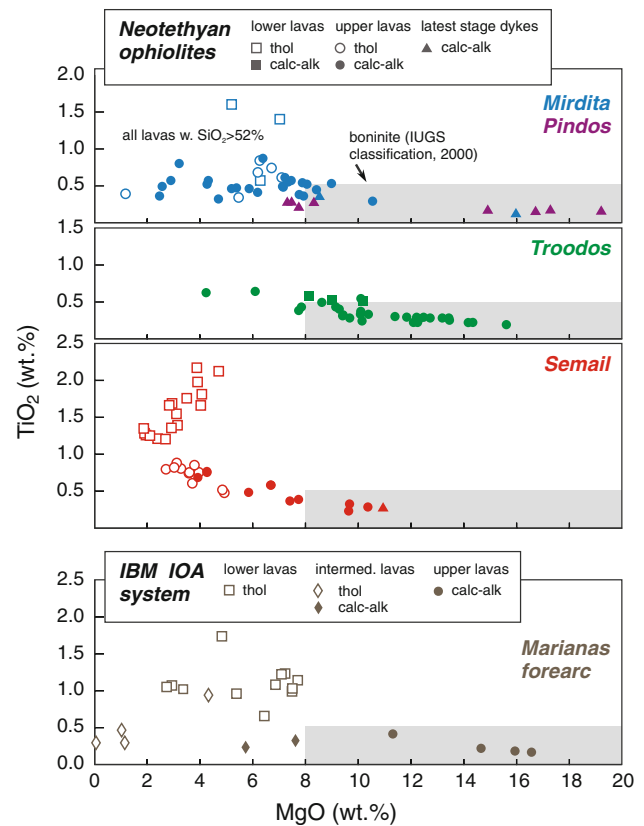 Neotethyan ophiolites
lower lavas upper lavas latest stage dykes
thol thol calc-alk
calc-alk calc-alk
2.0
Mirdita
1.5
Pindos
all lavas w. SiO2>52%
boninite (IUGS
classification, 2000)
1.0
0.5
1.5
Troodos
1.0
0.5
2.5
Semail
2.0
1.5
1.0
0.5
TiO2 (wt.%)
IBM IOA system
lower lavas intermed. lavas upper lavas
thol thol calc-alk
calc-alk
2.5
2.0
Marianas
forearc
1.5
1.0
0.5
0.0
0 2 4 6 8 10 12 14 16 18 20
MgO (wt.%)